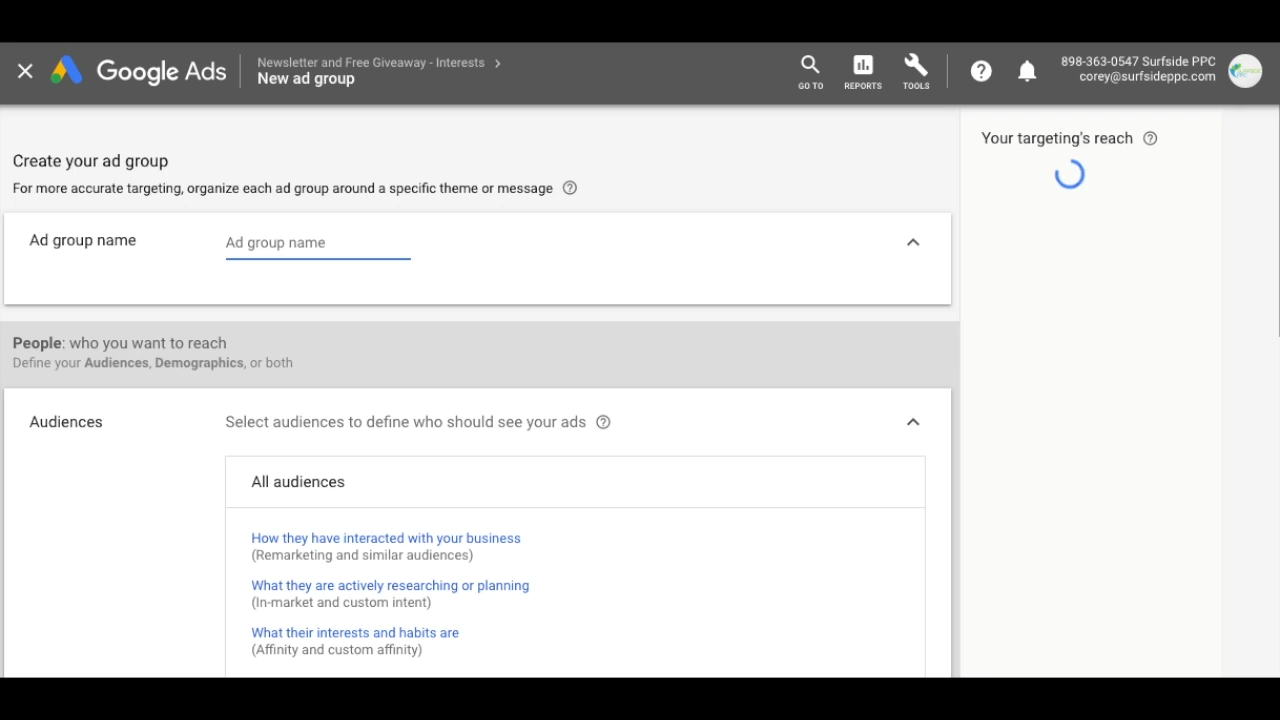 Google Ads
Newsletter and Free Giveaway - Interests
New ad group
GO TO
REPORTS
TOOLS
898-363-0547 Surfside PPC
corey@surfsideppc.com
Your targeting's reach
Create your ad group
For more accurate targeting, organize each ad group around a specific theme or message
Ad group name
Ad group name
People: who you want to reach
Define your Audiences, Demographics, or both
Audiences
Select audiences to define who should see your ads
All audiences
How they have interacted with your business
(Remarketing and similar audiences)
What they are actively researching or planning
(In-market and custom intent)
What their interests and habits are
(Affinity and custom affinity)